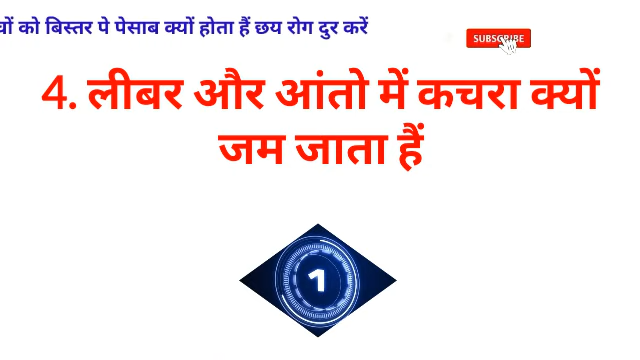 को बिस्तर पे पेसाब क्यों होता हैं छय रोग दुर करें
SUBSCRIBE
4. लीबर और आंतो में कचरा क्यों
जम जाता हैं
1